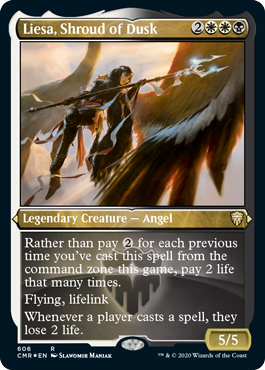 Liesa, Shroud of Dusk 2
Legendary Creature — Angel
Rather than pay 2 for each previous
time you've cast this spell from the
command zone this game, pay 2 life
that many times.
Flying, lifelink
Whenever a player casts a spell, they
lose 2 life.
5/5
606 R
CMR EN SLAWOMIR MANIAK
™ & © 2020 Wizards of the Coast